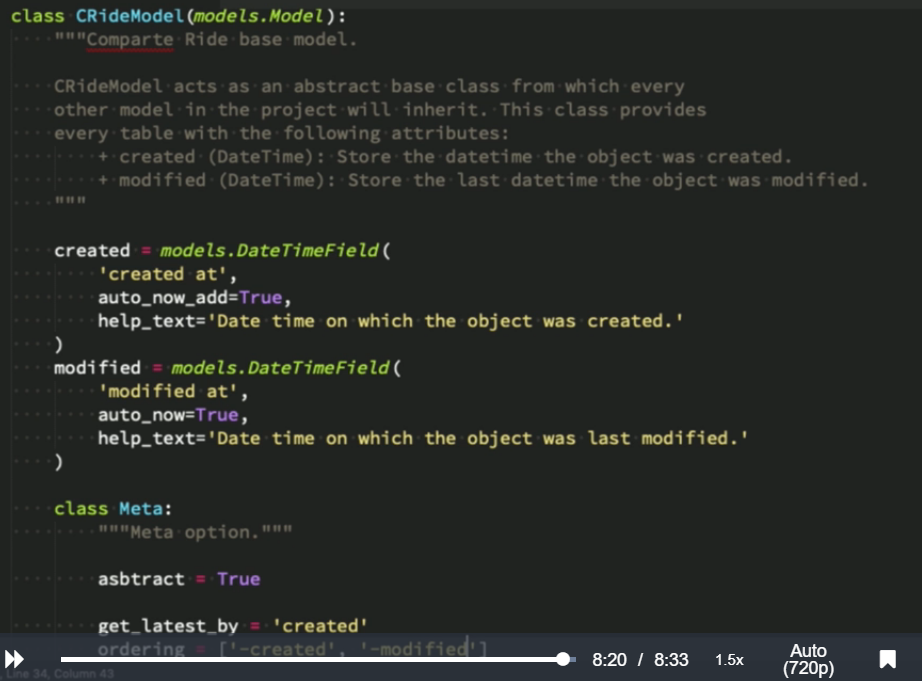 class CRideModel(models.Model):
"""Comparte Ride base model.
CRideModel acts as an abstract base class from which every
other model in the project will inherit. This class provides
every table with the following attributes:
+ created (DateTime): Store the datetime the object was created.
+ modified (DateTime): Store the last datetime the object was modified.
"""
created = models.DateTimeField(
'created at',
auto_now_add=True,
help_text='Date time on which the object was created.'
)
modified = models.DateTimeField(
'modified at',
auto_now=True,
help_text='Date time on which the object was last modified.'
)
class Meta:
"""Meta option."""
asbtract = True
get_latest_by = 'created'
ordering = ['-created', '-modified']
8:20 / 8:33 1.5x Auto (720p)
, Line 34, Column 43